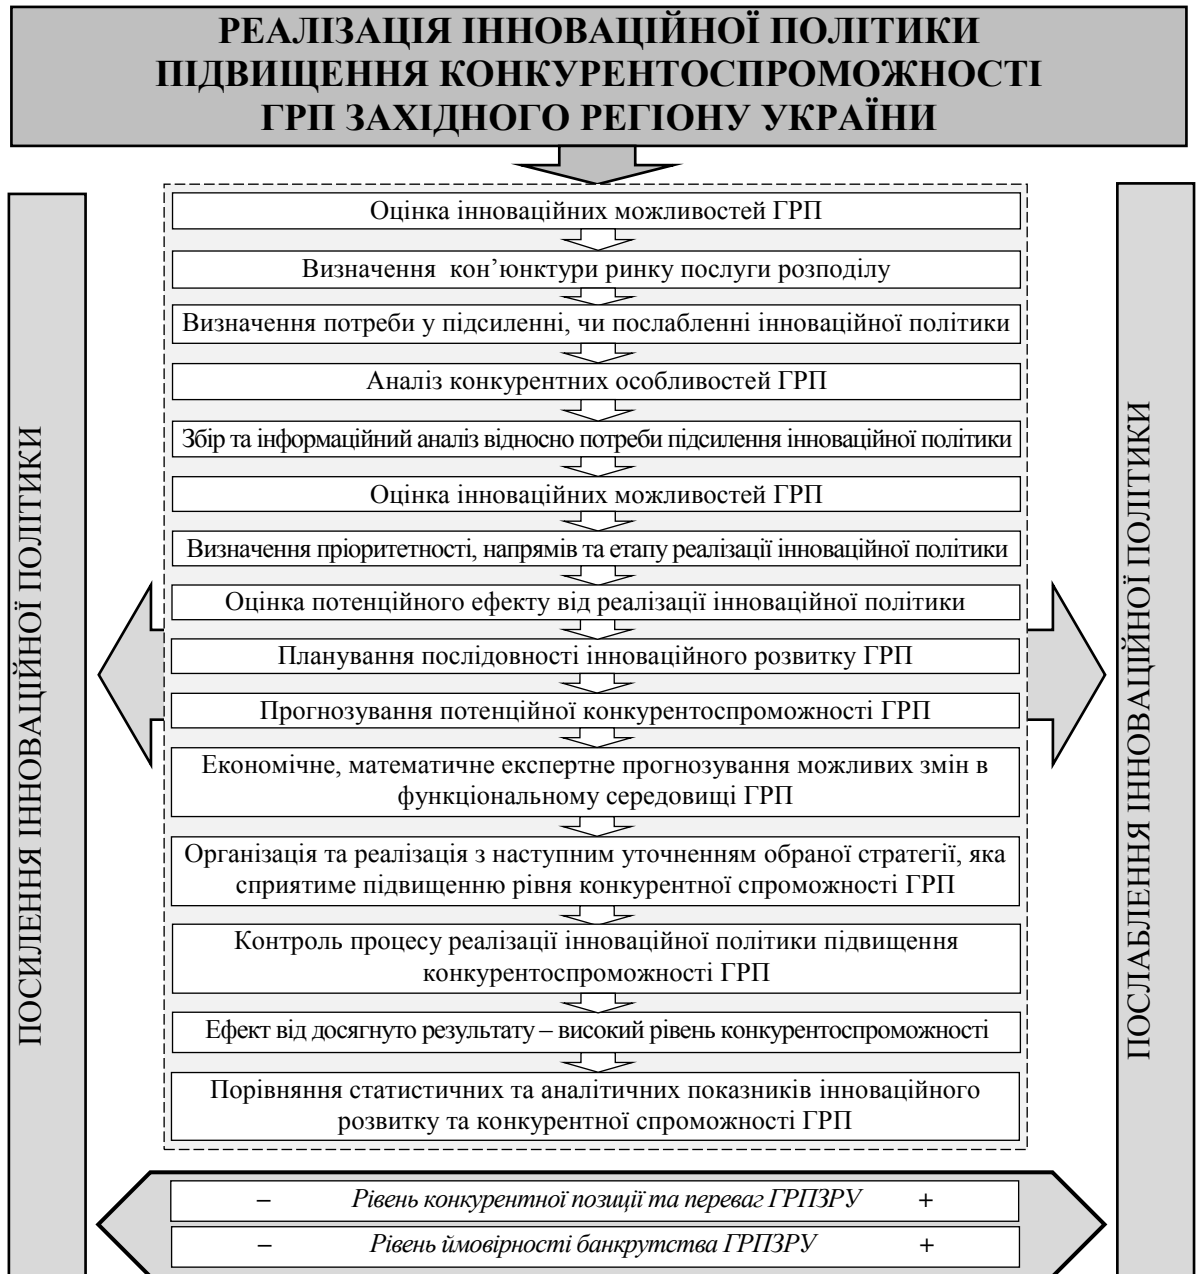 РЕАЛІЗАЦІЯ ІННОВАЦІЙНОЇ ПОЛІТИКИ
ПІДВИЩЕННЯ КОНКУРЕНТОСПРОМОЖНОСТІ
ГРП ЗАХІДНОГО РЕГІОНУ УКРАЇНИ
ПОСИЛЕННЯ ІННОВАЦІЙНОЇ ПОЛІТИКИ
Оцінка інноваційних можливостей ГРП
Визначення кон’юнктури ринку послуги розподілу
Визначення потреби у підсиленні, чи послабленні інноваційної політики
Аналіз конкурентних особливостей ГРП
Збір та інформаційний аналіз відносно потреби підсилення інноваційної політики
Оцінка інноваційних можливостей ГРП
Визначення пріоритетності, напрямів та етапу реалізації інноваційної політики
Оцінка потенційного ефекту від реалізації інноваційної політики
Планування послідовності інноваційного розвитку ГРП
Прогнозування потенційної конкурентоспроможності ГРП
Економічне, математичне експертне прогнозування можливих змін в
функціональному середовищі ГРП
Організація та реалізація з наступним уточненням обраної стратегії, яка
сприятиме підвищенню рівня конкурентної спроможності ГРП
Контроль процесу реалізації інноваційної політики підвищення
конкурентоспроможності ГРП
Ефект від досягнуто результату – високий рівень конкурентоспроможності
Порівняння статистичних та аналітичних показників інноваційного
розвитку та конкурентної спроможності ГРП
– Рівень конкурентної позиції та переваг ГРПЗРУ +
– Рівень ймовірності банкрутства ГРПЗРУ +
ПОСЛАБЛЕННЯ ІННОВАЦІЙНОЇ ПОЛІТИКИ